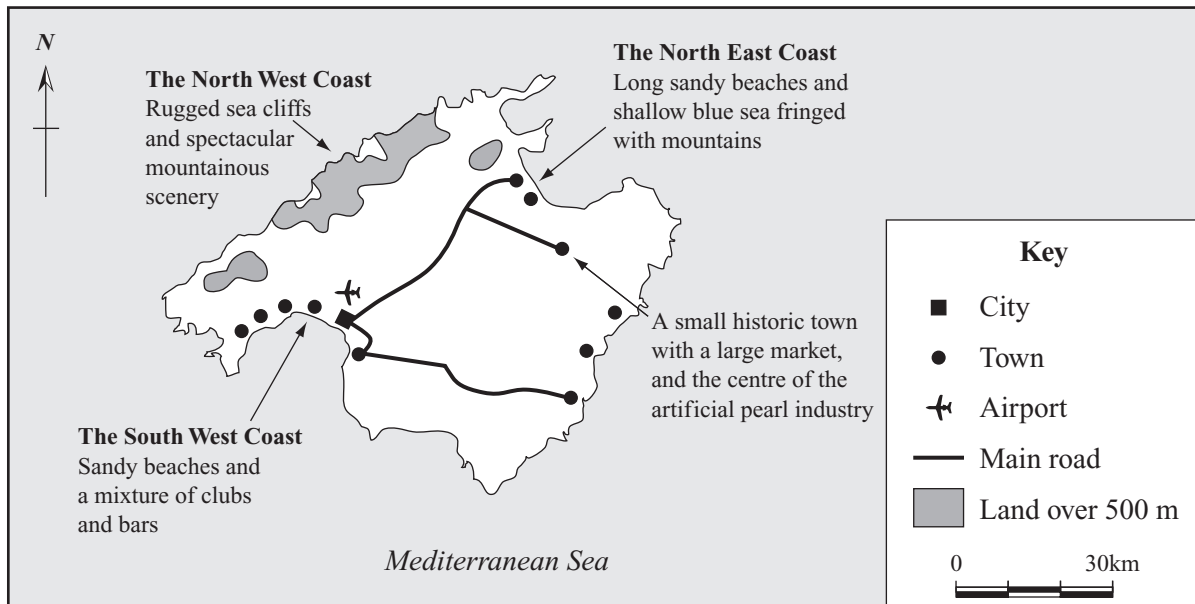 N
The North West Coast
Rugged sea cliffs
and spectacular
mountainous
scenery
The North East Coast
Long sandy beaches and
shallow blue sea fringed
with mountains
A small historic town
with a large market,
and the centre of the
artificial pearl industry
The South West Coast
Sandy beaches and
a mixture of clubs
and bars
Mediterranean Sea
Key
City
Town
Airport
Main road
Land over 500 m
0 30km